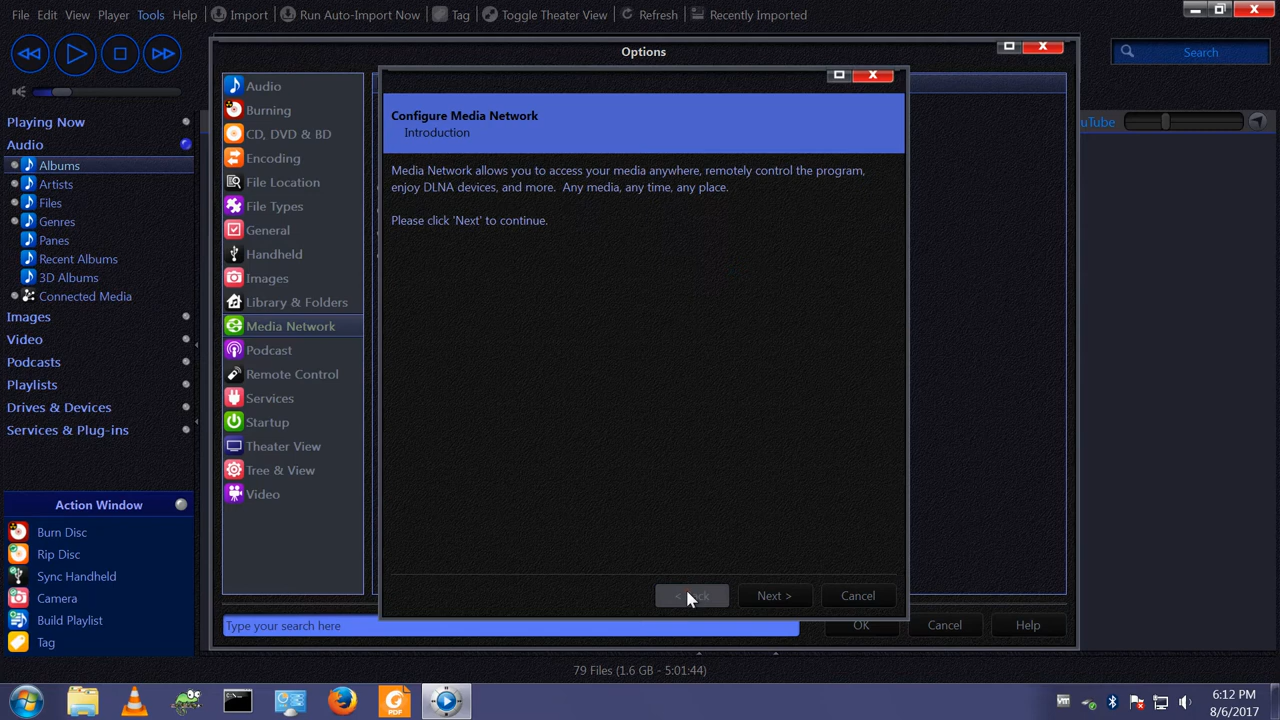 File Edit View Player Tools Help Import Run Auto-Import Now Tag Toggle Theater View Refresh Recently Imported
Options
Search
Playing Now
Audio
Albums
Artists
Files
Genres
Panes
Recent Albums
3D Albums
Connected Media
Images
Video
Podcasts
Playlists
Drives & Devices
Services & Plug-ins
Action Window
Burn Disc
Rip Disc
Sync Handheld
Camera
Build Playlist
Tag
Audio
Burning
CD, DVD & BD
Encoding
File Location
File Types
General
Handheld
Images
Library & Folders
Media Network
Podcast
Remote Control
Services
Startup
Theater View
Tree & View
Video
Configure Media Network
Introduction
Media Network allows you to access your media anywhere, remotely control the program,
enjoy DLNA devices, and more. Any media, any time, any place.
Please click 'Next' to continue.
Next > Cancel
Type your search here
OK Cancel Help
79 Files (1.6 GB - 5:01:44)
6:12 PM
8/6/2017